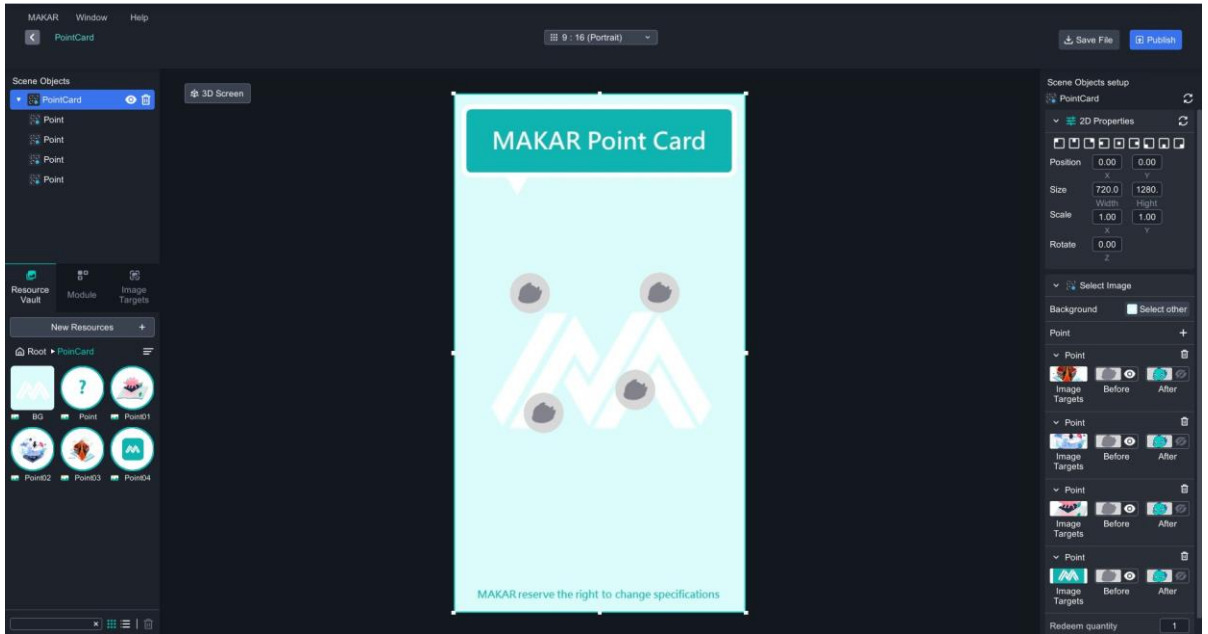 MAKAR Window Help
PointCard
9 : 16 (Portrait)
Save File
Publish
Scene Objects
PointCard
Point
Point
Point
Point
3D Screen
MAKAR Point Card
MAKAR reserve the right to change specifications
Resource Vault
Module
Image Targets
New Resources +
Root PoinCard
?
BG
Point
Point01
Point02
Point03
Point04
Scene Objects setup
PointCard
2D Properties
Position 0.00 0.00
X Y
Size 720.0 1280.
Width Hight
Scale 1.00 1.00
X Y
Rotate 0.00
Z
Select Image
Background Select other
Point +
Point
Image Targets Before After
Point
Image Targets Before After
Point
Image Targets Before After
Point
Image Targets Before After
Redeem quantity 1